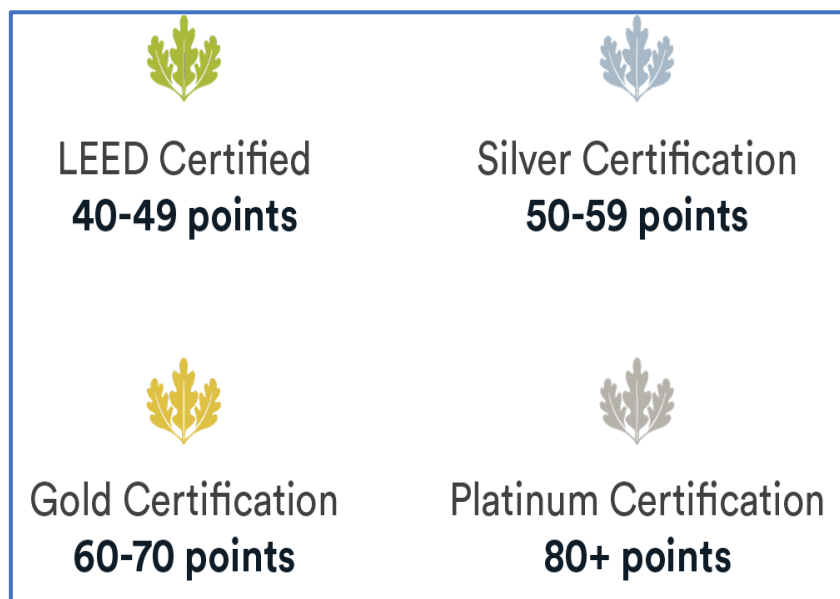 LEED Certified
40-49 points
Silver Certification
50-59 points
Gold Certification
60-70 points
Platinum Certification
80+ points